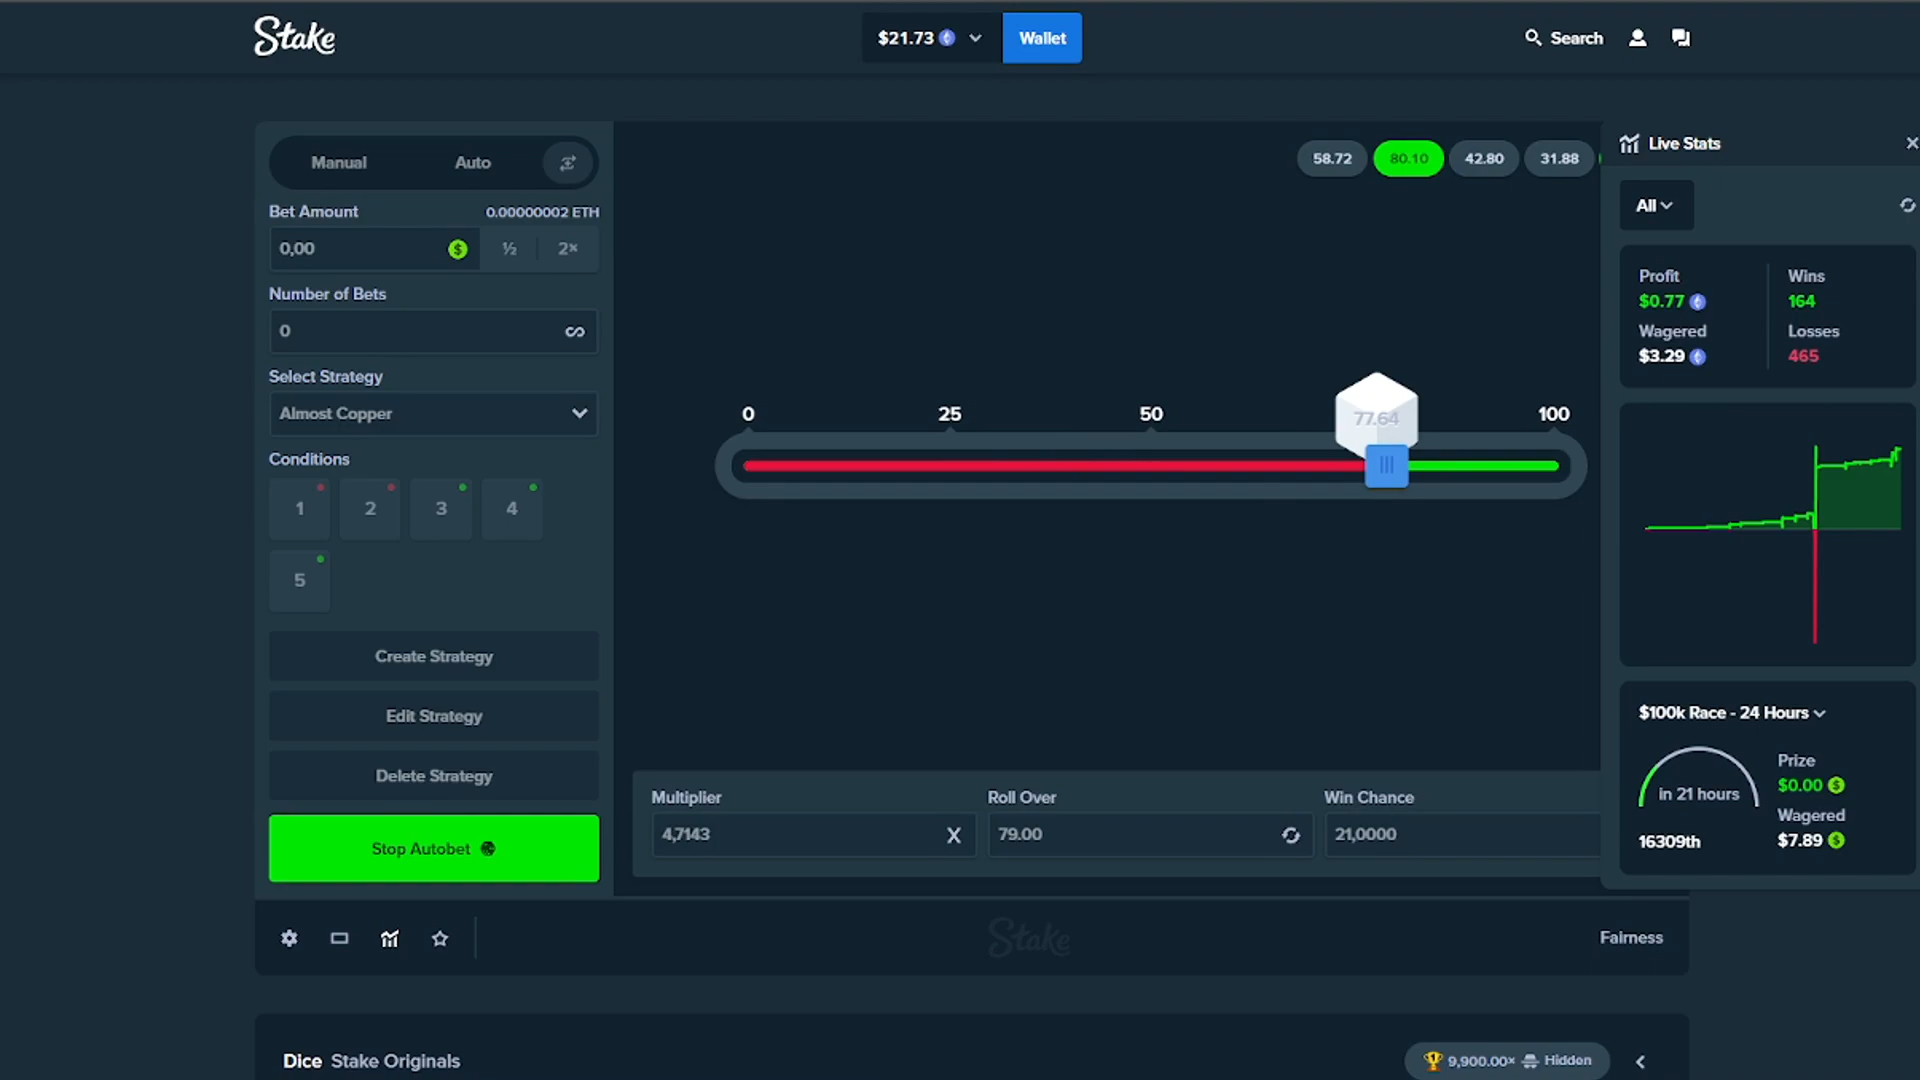 Stake
$21.73
Wallet
Search
Manual
Auto
Bet Amount
0.00000002 ETH
0,00
½
2×
Number of Bets
0
Select Strategy
Almost Copper
Conditions
1
2
3
4
5
Create Strategy
Edit Strategy
Delete Strategy
Stop Autobet
58.72
80.10
42.80
31.88
0
25
50
100
77.64
Multiplier
4,7143
Roll Over
79.00
Win Chance
21,0000
Live Stats
All
Profit
$0.77
Wins
164
Wagered
$3.29
Losses
465
$100k Race - 24 Hours
in 21 hours
16309th
Prize
$0.00
Wagered
$7.89
Stake
Fairness
Dice Stake Originals
9,900.00× Hidden